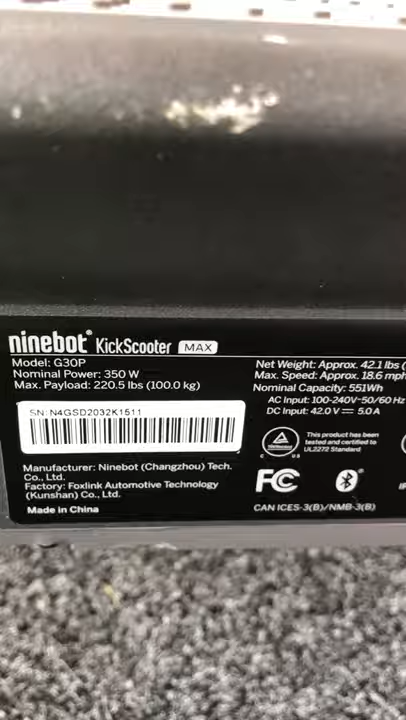 ninebot® KickScooter MAX
Model: G30P
Nominal Power: 350 W
Max. Payload: 220.5 lbs (100.0 kg)
SN: N4GSD2032K1511
Manufacturer: Ninebot (Changzhou) Tech.
Co., Ltd.
Factory: Foxlink Automotive Technology
(Kunshan) Co., Ltd.
Made in China
Net Weight: Approx. 42.1 lbs (
Max. Speed: Approx. 18.6 mph
Nominal Capacity: 551Wh
AC Input: 100-240V~50/60 Hz
DC Input: 42.0 V ⎓ 5.0 A
This product has been
tested and certified to
UL2272 Standard
C US
FC
IP
CAN ICES-3(B)/NMB-3(B)